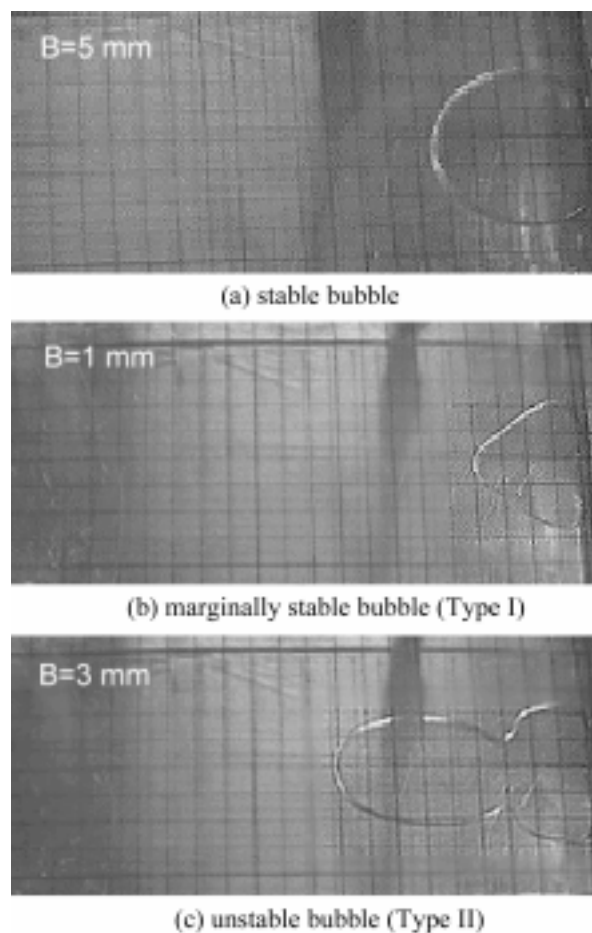 B=5 mm
(a) stable bubble
B=1 mm
(b) marginally stable bubble (Type I)
B=3 mm
(c) unstable bubble (Type II)